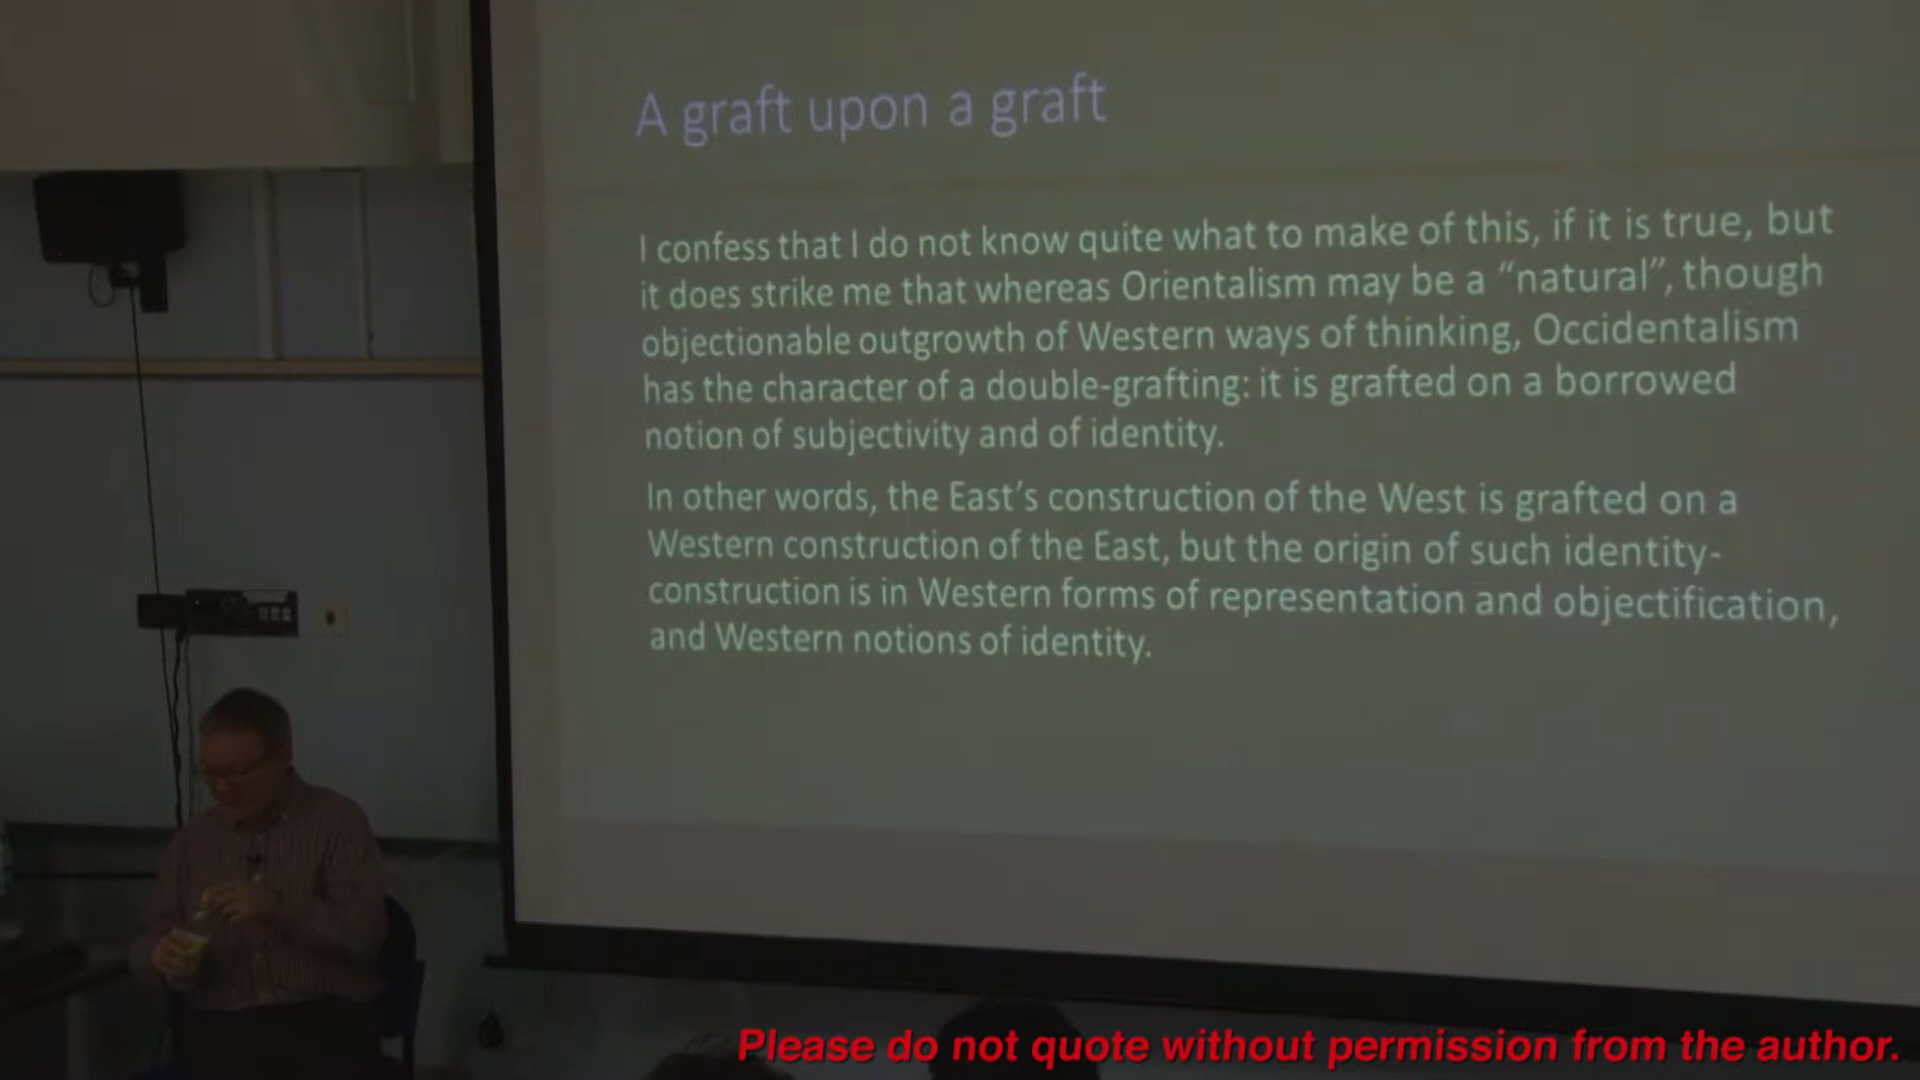 A graft upon a graft
I confess that I do not know quite what to make of this, if it is true, but
it does strike me that whereas Orientalism may be a “natural”, though
objectionable outgrowth of Western ways of thinking, Occidentalism
has the character of a double-grafting: it is grafted on a borrowed
notion of subjectivity and of identity.
In other words, the East’s construction of the West is grafted on a
Western construction of the East, but the origin of such identity-
construction is in Western forms of representation and objectification,
and Western notions of identity.
Please do not quote without permission from the author.